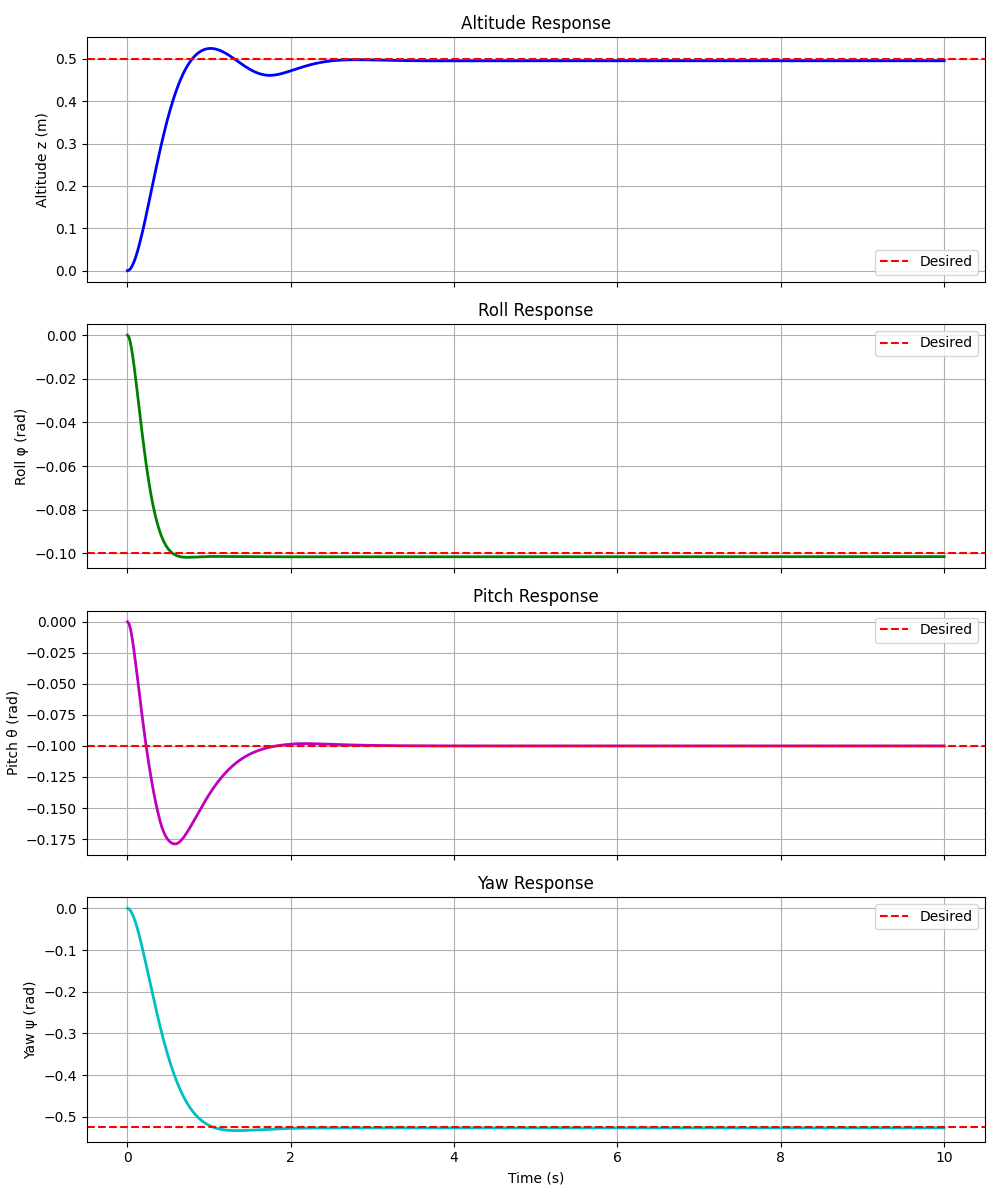 Altitude Response
Altitude z (m)
0.5
0.4
0.3
0.2
0.1
0.0
Desired
Roll Response
Roll φ (rad)
0.00
−0.02
−0.04
−0.06
−0.08
−0.10
Desired
Pitch Response
Pitch θ (rad)
0.000
−0.025
−0.050
−0.075
−0.100
−0.125
−0.150
−0.175
Desired
Yaw Response
Yaw ψ (rad)
0.0
−0.1
−0.2
−0.3
−0.4
−0.5
Desired
0 2 4 6 8 10
Time (s)